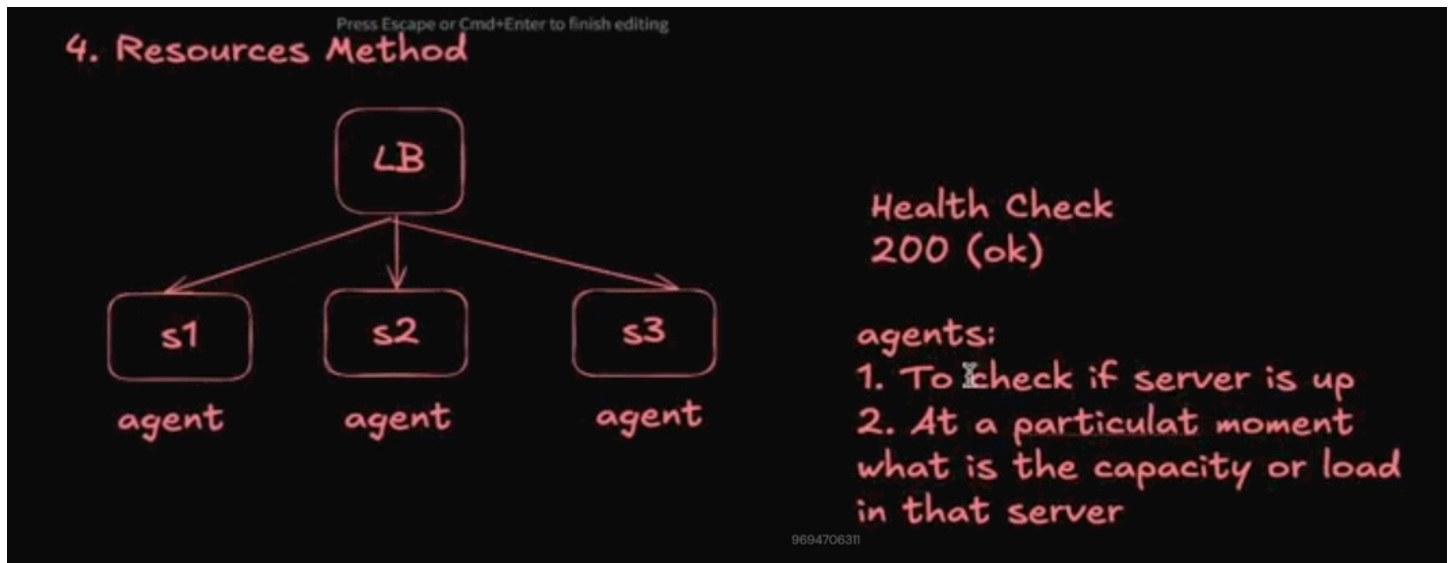 Press Escape or Cmd+Enter to finish editing
4. Resources Method
LB
s1
s2
s3
agent
agent
agent
Health Check
200 (ok)
agents:
1. To check if server is up
2. At a particulat moment
what is the capacity or load
in that server
9694706311